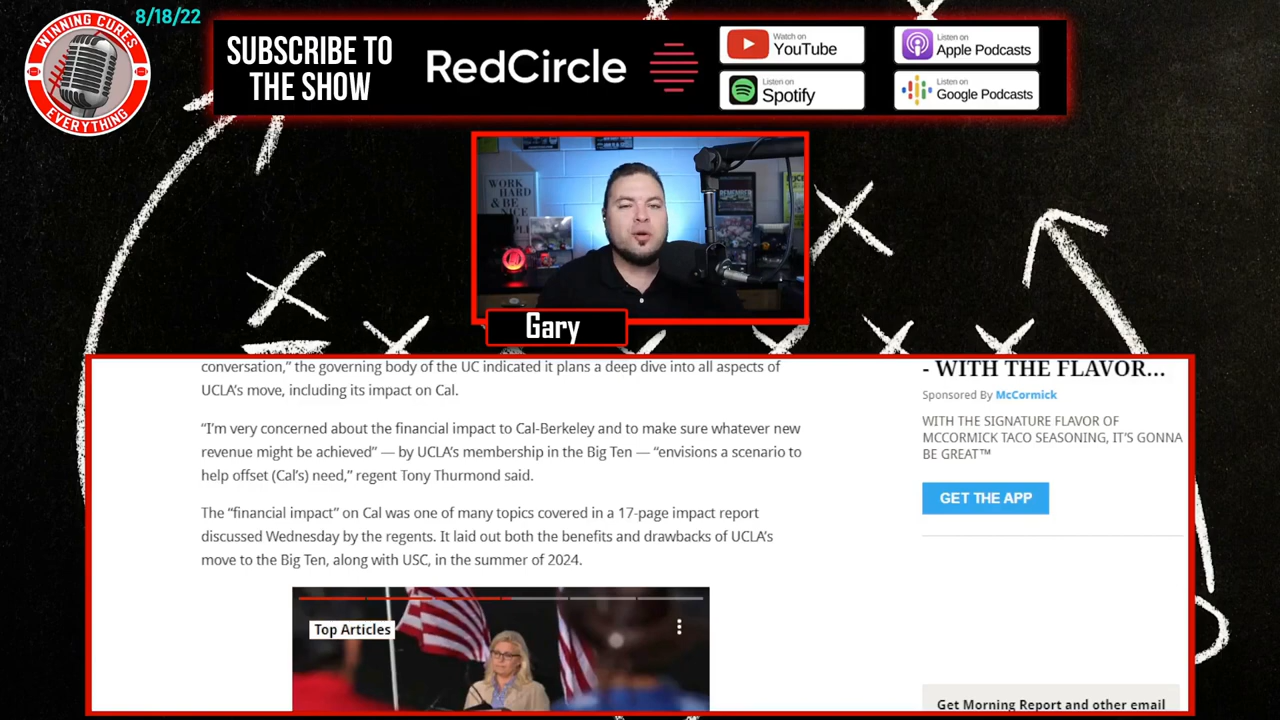 8/18/22
WINNING CURES
EVERYTHING
SUBSCRIBE TO
THE SHOW
RedCircle
Watch on
YouTube
Listen on
Spotify
Listen on
Apple Podcasts
Listen on
Google Podcasts
WORK
HARD
& BE
NICE
Gary
conversation,” the governing body of the UC indicated it plans a deep dive into all aspects of
UCLA’s move, including its impact on Cal.
“I’m very concerned about the financial impact to Cal-Berkeley and to make sure whatever new
revenue might be achieved” — by UCLA’s membership in the Big Ten — “envisions a scenario to
help offset (Cal’s) need,” regent Tony Thurmond said.
The “financial impact” on Cal was one of many topics covered in a 17-page impact report
discussed Wednesday by the regents. It laid out both the benefits and drawbacks of UCLA’s
move to the Big Ten, along with USC, in the summer of 2024.
Top Articles
- WITH THE FLAVOR...
Sponsored By McCormick
WITH THE SIGNATURE FLAVOR OF
MCCORMICK TACO SEASONING, IT'S GONNA
BE GREAT™
GET THE APP
Get Morning Report and other email